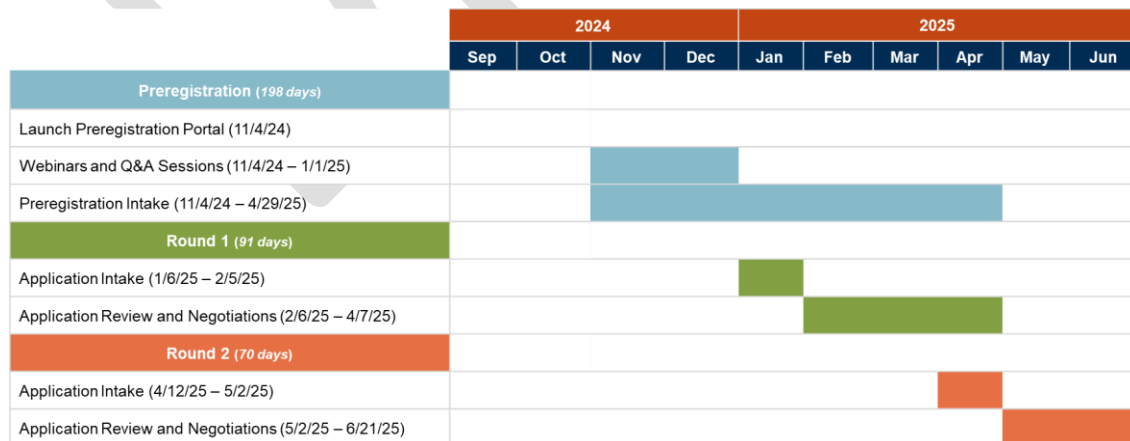 2024 2025
Sep Oct Nov Dec Jan Feb Mar Apr May Jun
Preregistration (198 days)
Launch Preregistration Portal (11/4/24)
Webinars and Q&A Sessions (11/4/24 – 1/1/25)
Preregistration Intake (11/4/24 – 4/29/25)
Round 1 (91 days)
Application Intake (1/6/25 – 2/5/25)
Application Review and Negotiations (2/6/25 – 4/7/25)
Round 2 (70 days)
Application Intake (4/12/25 – 5/2/25)
Application Review and Negotiations (5/2/25 – 6/21/25)